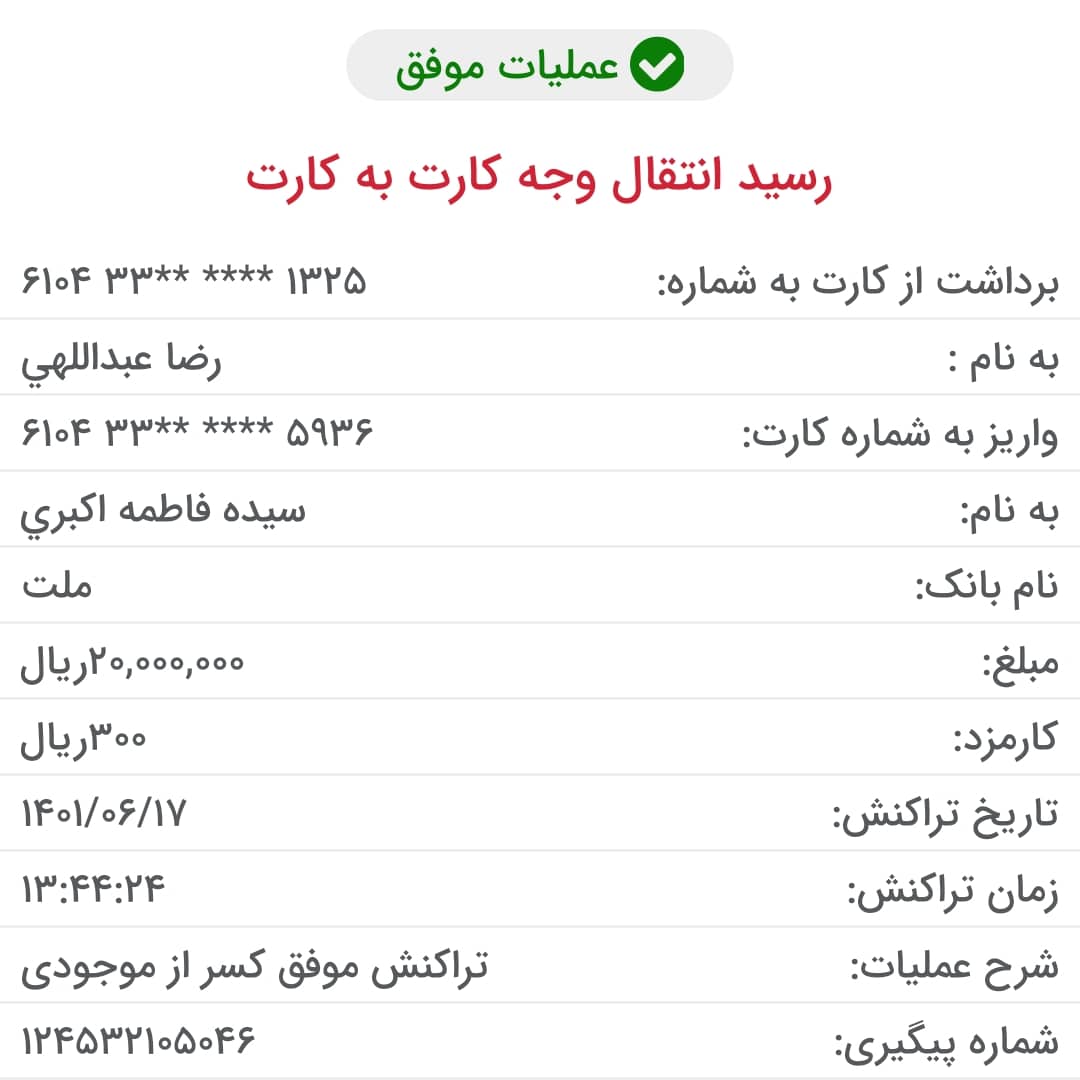 عملیات موفق
رسید انتقال وجه کارت به کارت
برداشت از کارت به شماره: ۶۱۰۴ ۳۳** **** ۱۳۲۵
به نام : رضا عبداللهي
واریز به شماره کارت: ۶۱۰۴ ۳۳** **** ۵۹۳۶
به نام: سیده فاطمه اکبري
نام بانک: ملت
مبلغ: ۲۰,۰۰۰,۰۰۰ریال
کارمزد: ۳۰۰ریال
تاریخ تراکنش: ۱۴۰۱/۰۶/۱۷
زمان تراکنش: ۱۳:۴۴:۲۴
شرح عملیات: تراکنش موفق کسر از موجودی
شماره پیگیری: ۱۲۴۵۳۲۱۰۵۰۴۶